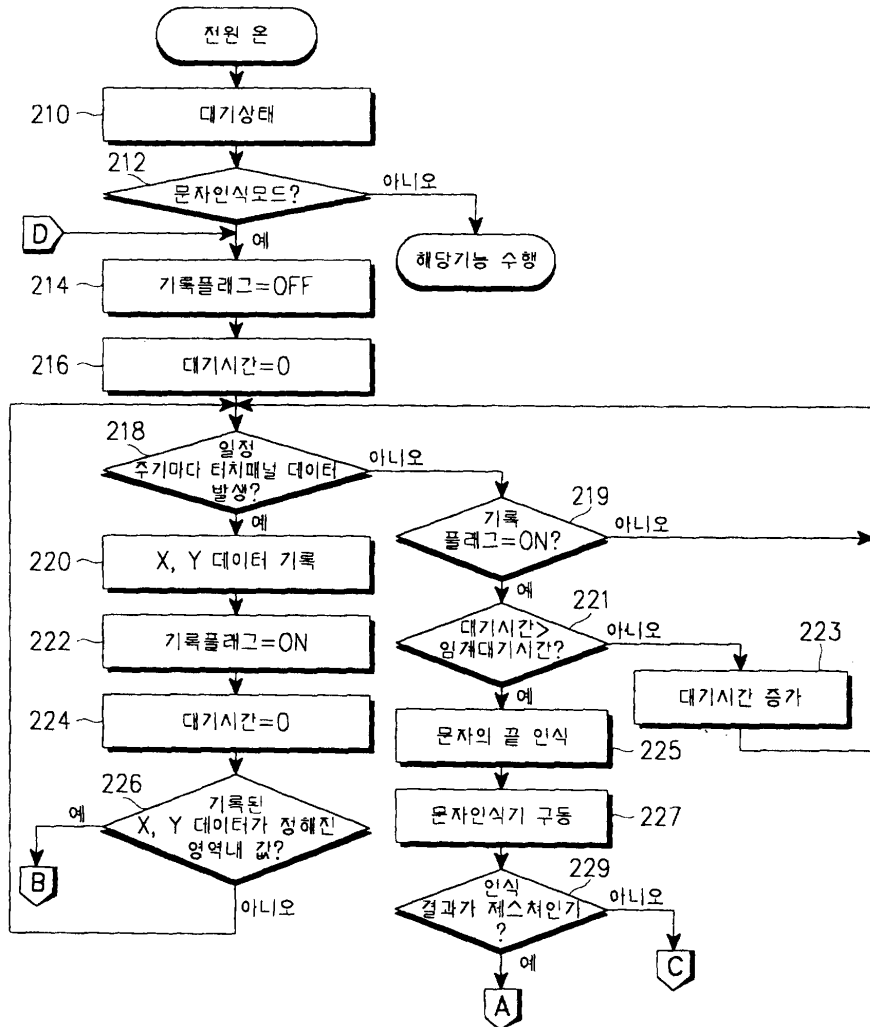 전원 온
210
대기상태
212
문자인식모드?
아니오
D
예
해당기능 수행
214
기록플래그=OFF
216
대기시간=0
218
일정
주기마다 터치패널 데이터
발생?
아니오
예
219
기록
플래그=ON?
아니오
예
220
X, Y 데이터 기록
221
대기시간>
임계대기시간?
아니오
예
222
기록플래그=ON
223
대기시간 증가
224
대기시간=0
문자의 끝 인식
225
226
기록된
X, Y 데이터가 정해진
영역내 값?
예
B
아니오
문자인식기 구동
227
229
인식
결과가 제스쳐인가
?
아니오
C
예
A